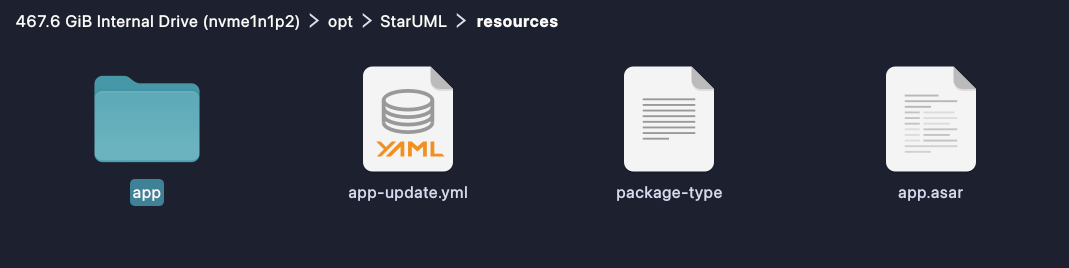 467.6 GiB Internal Drive (nvme1n1p2) > opt > StarUML > resources
YAML
app
app-update.yml
package-type
app.asar